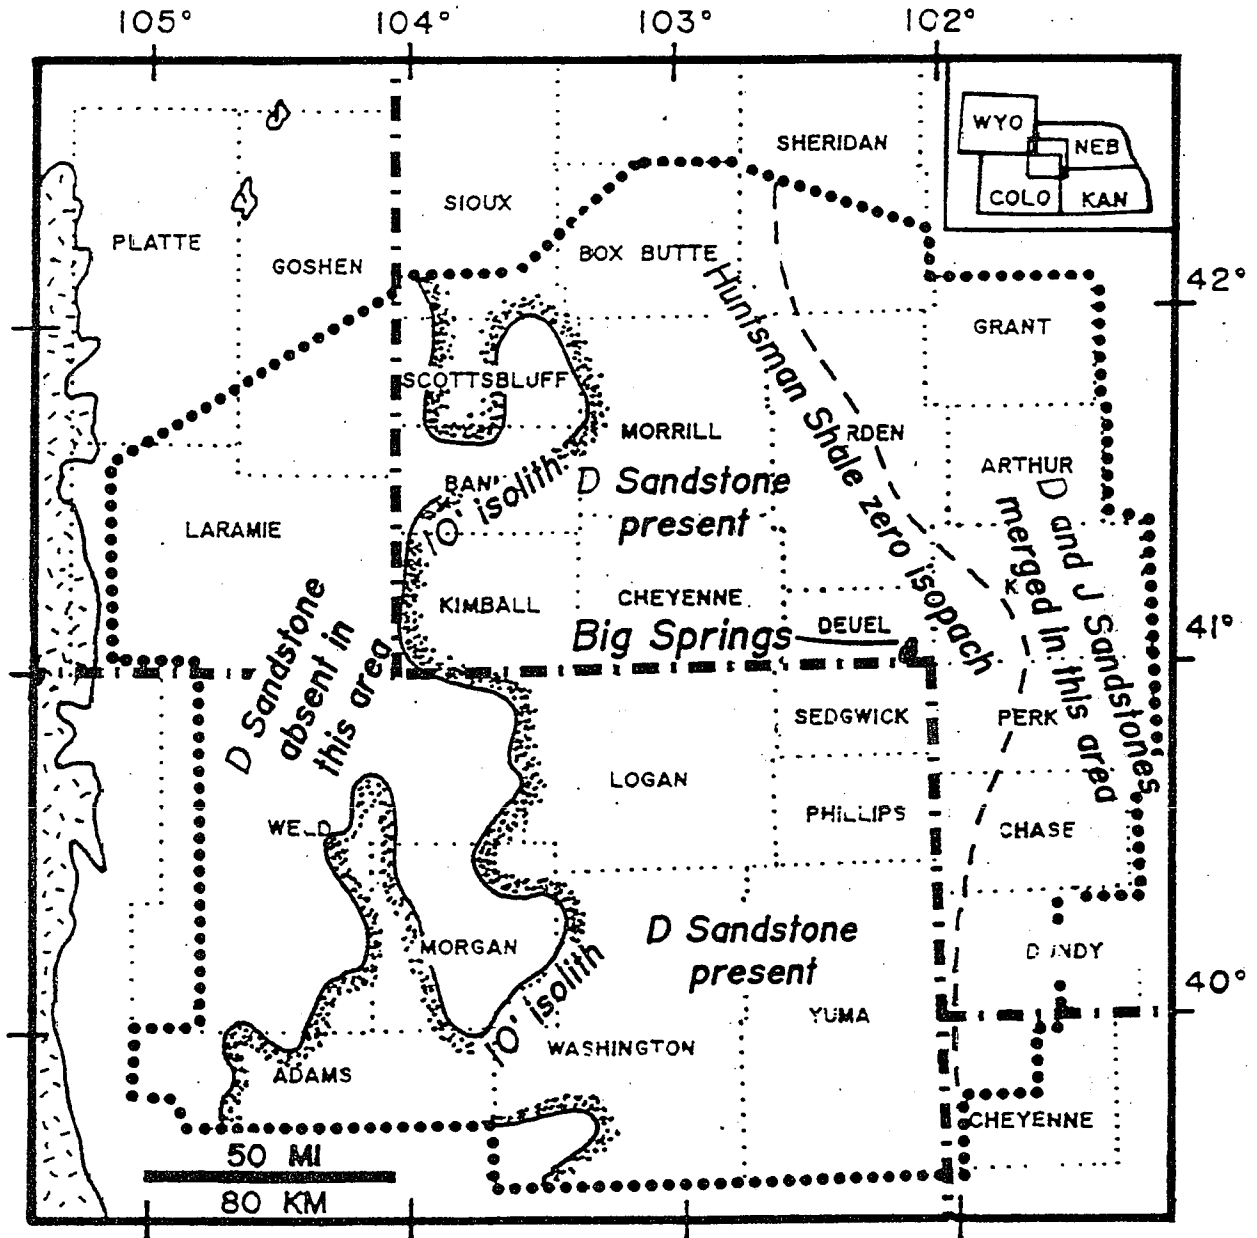 105° 104° 103° 102°
WYO
NEB
COLO KAN
SHERIDAN
SIOUX
PLATTE
GOSHEN
BOX BUTTE
42°
GRANT
Huntsman Shale zero isopach
SCOTTSBLUFF
MORRILL
RDEN
ARTHUR
BAN
10' isolith
D Sandstone
present
LARAMIE
D and J Sandstones
merged in this area
K
KIMBALL
CHEYENNE
DEUEL
Big Springs
41°
D Sandstone
absent in
this area
SEDGWICK
PERK
LOGAN
PHILLIPS
WELD
CHASE
MORGAN
D Sandstone
present
D NDY
40°
10' isolith
YUMA
WASHINGTON
ADAMS
CHEYENNE
50 MI
80 KM